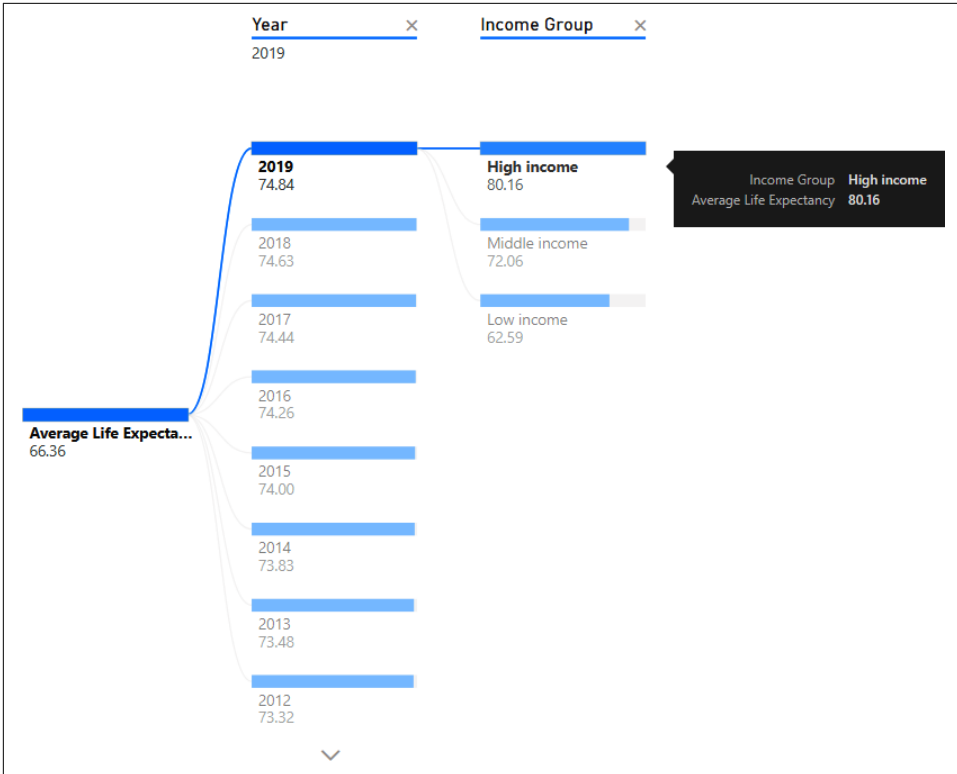 Year
2019
Income Group
2019
74.84
2018
74.63
2017
74.44
2016
74.26
2015
74.00
2014
73.83
2013
73.48
2012
73.32
Average Life Expecta...
66.36
High income
80.16
Middle income
72.06
Low income
62.59
Income Group High income
Average Life Expectancy 80.16